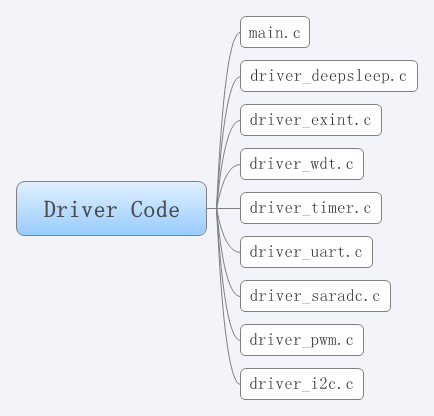 Driver Code
main.c
driver_deepsleep.c
driver_exint.c
driver_wdt.c
driver_timer.c
driver_uart.c
driver_saradc.c
driver_pwm.c
driver_i2c.c